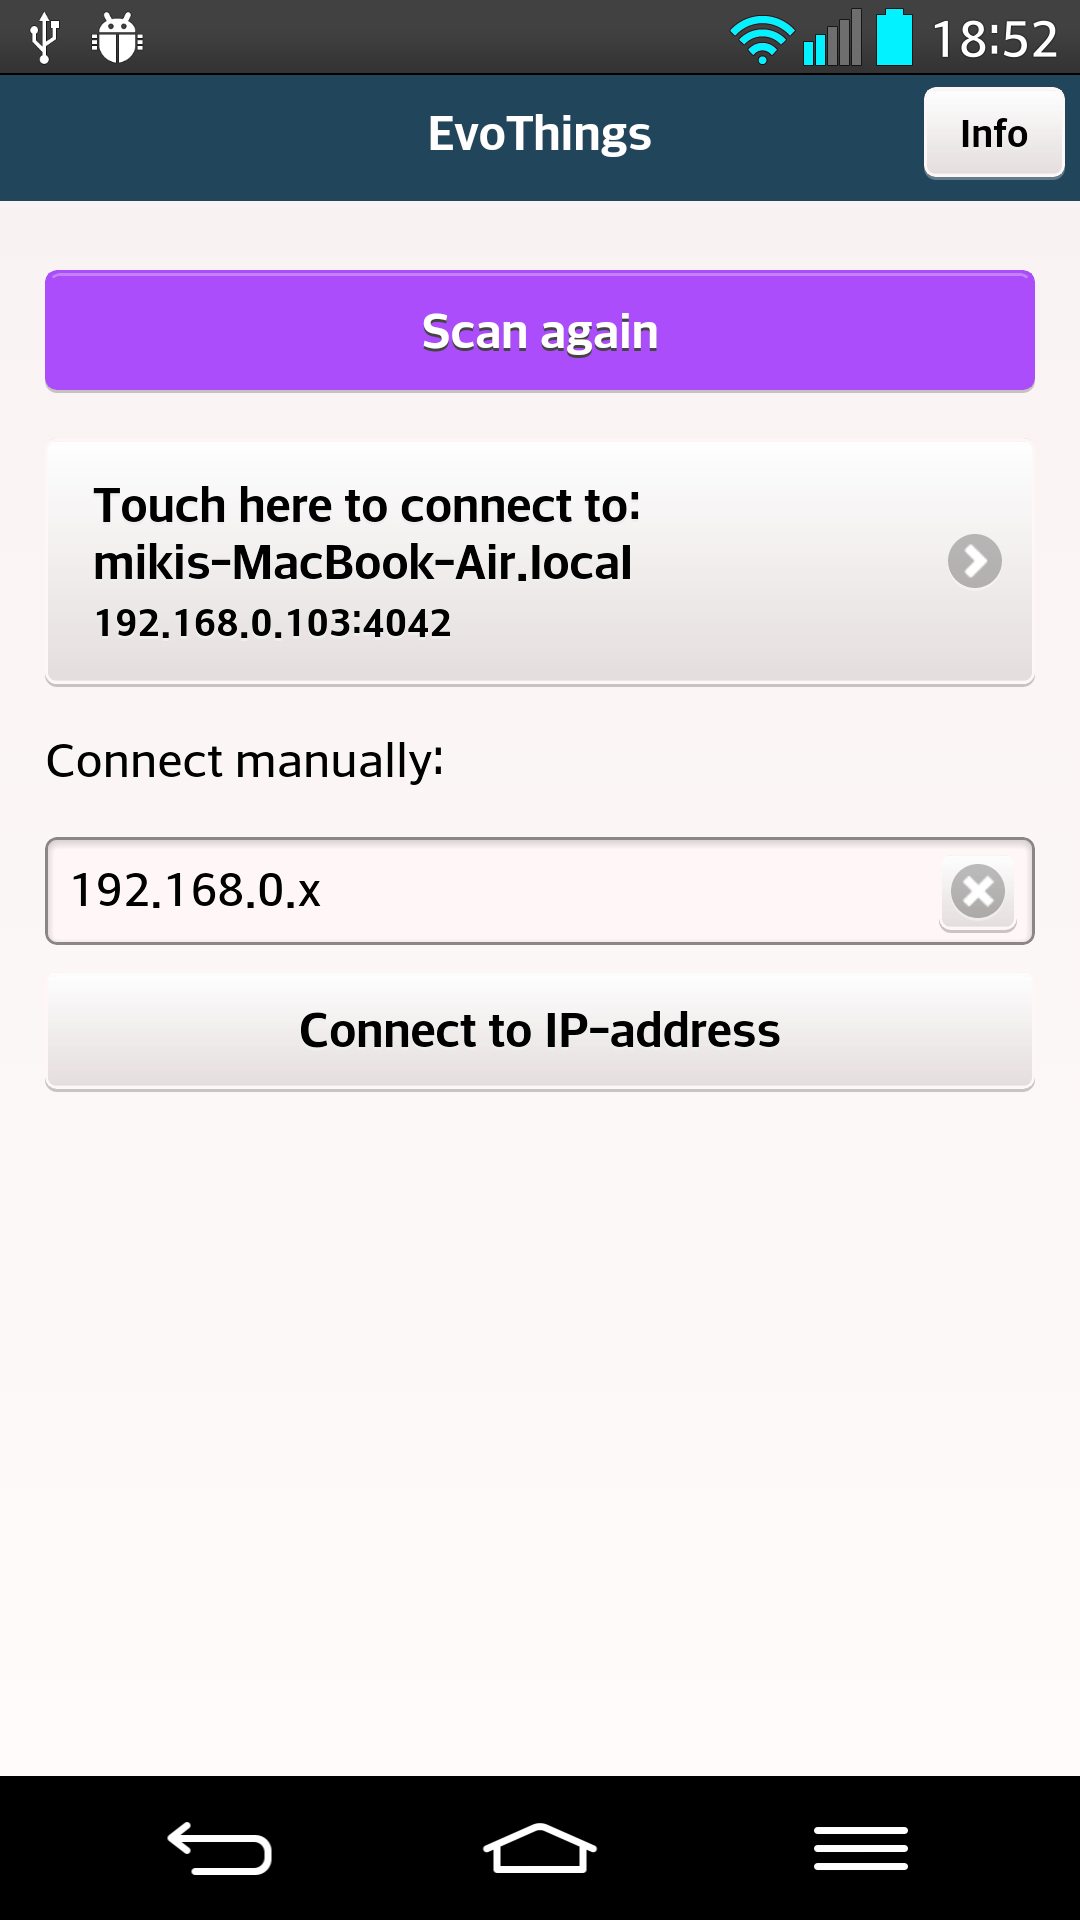 18:52
EvoThings
Info
Scan again
Touch here to connect to:
mikis-MacBook-Air.local
192.168.0.103:4042
Connect manually:
192.168.0.x
Connect to IP-address